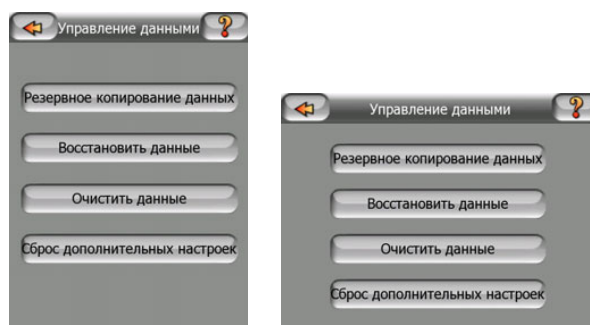 Управление данными
Резервное копирование данных
Восстановить данные
Очистить данные
Сброс дополнительных настроек
Управление данными
Резервное копирование данных
Восстановить данные
Очистить данные
Сброс дополнительных настроек